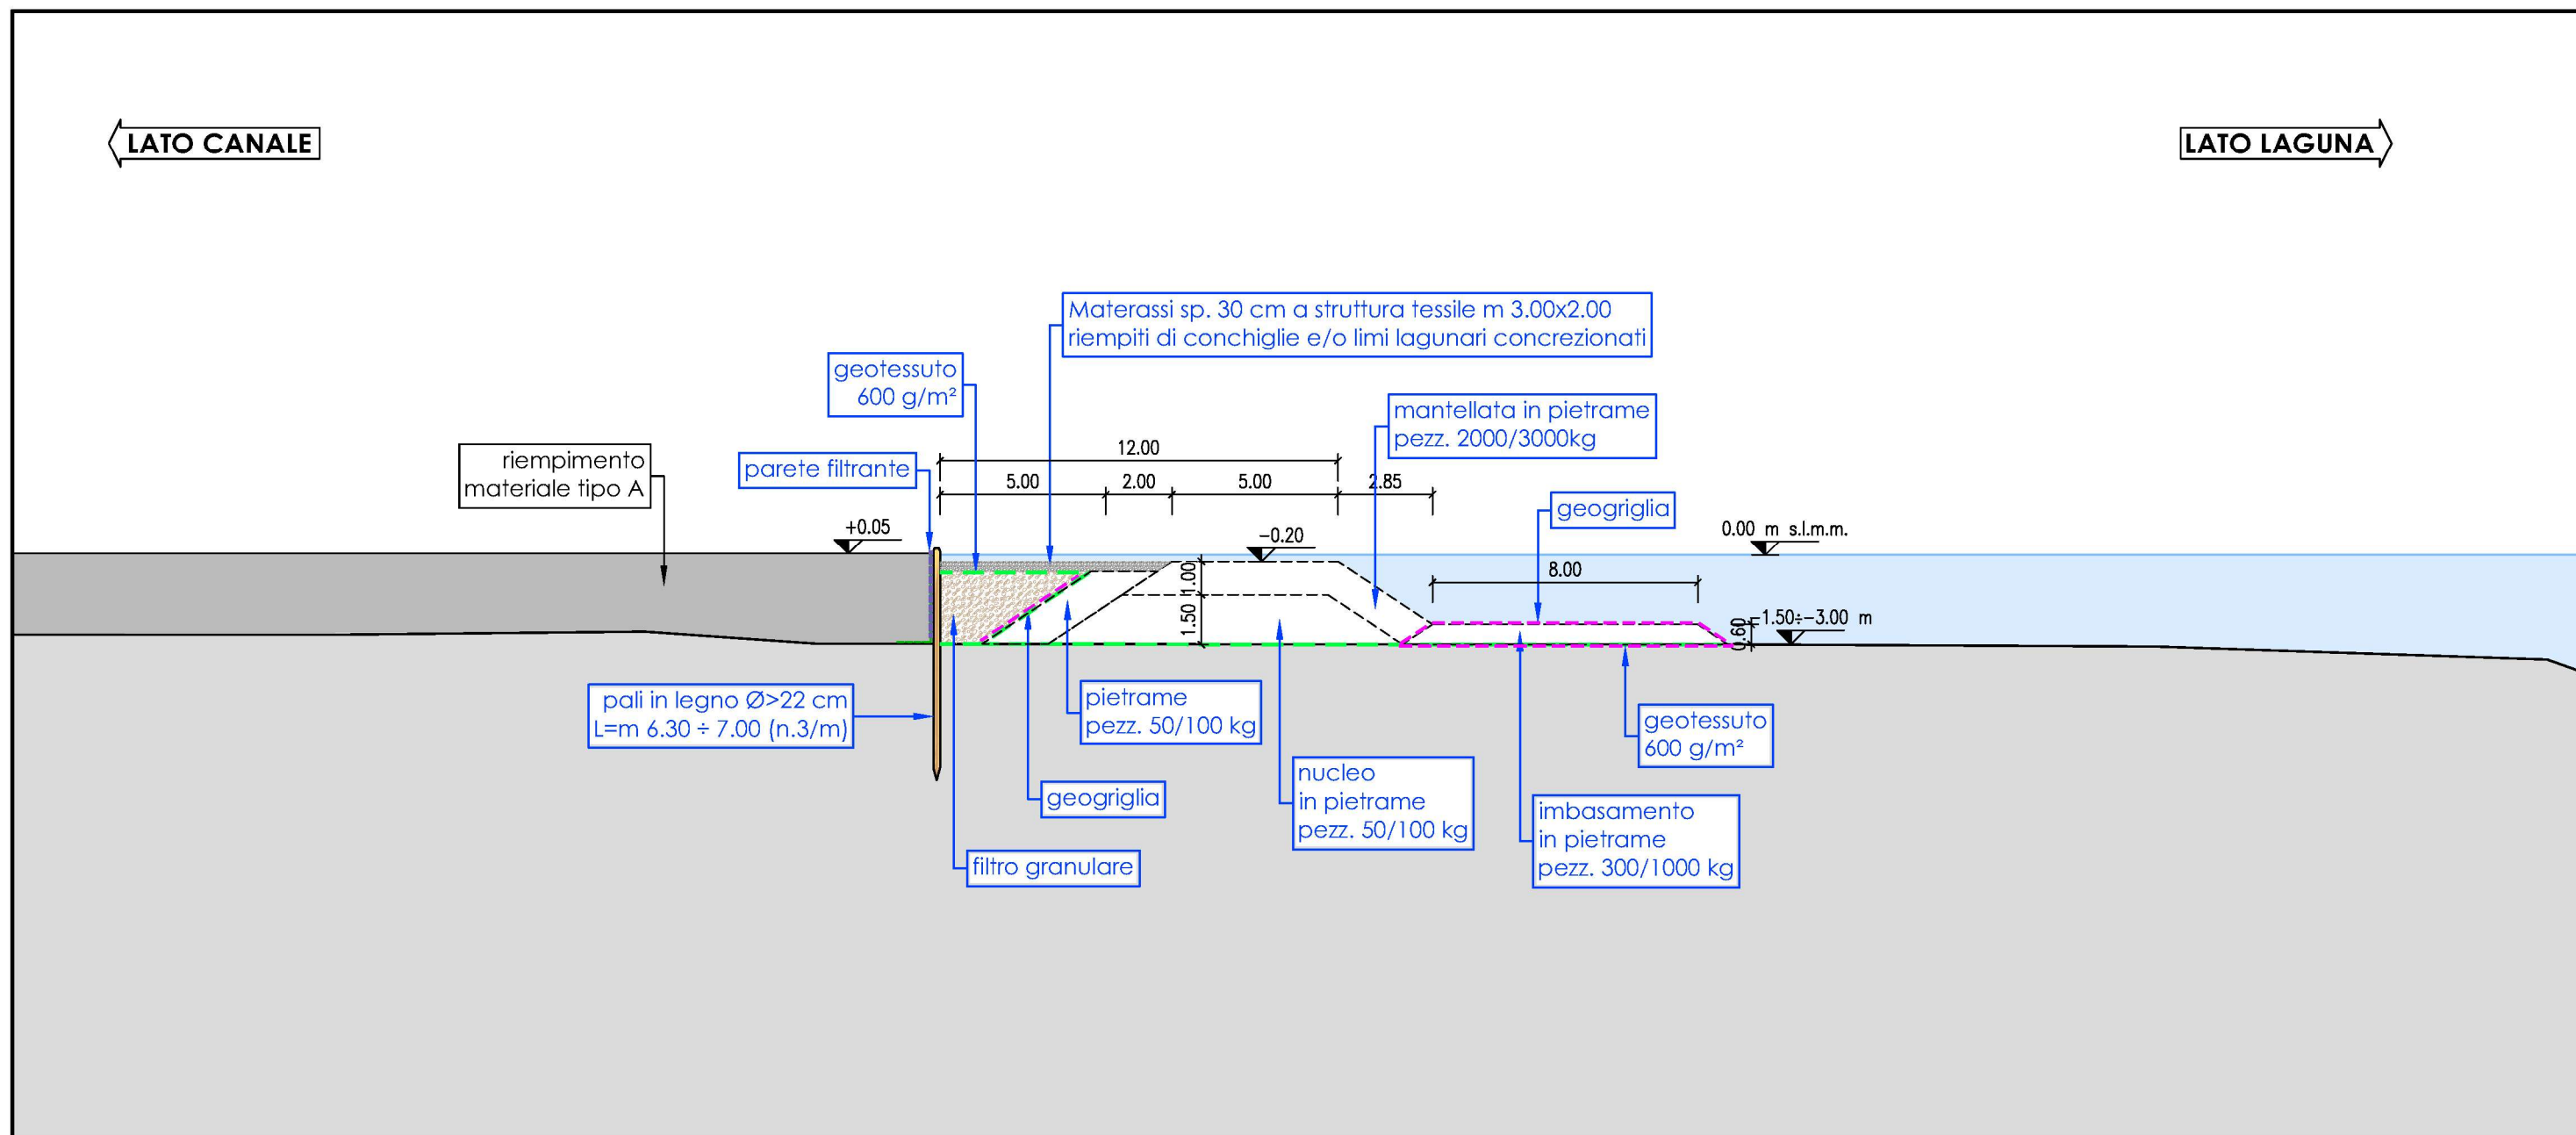 LATO CANALE
LATO LAGUNA
Materassi sp. 30 cm a struttura tessile m 3.00x2.00
riempiti di conchiglie e/o limi lagunari concrezionati
geotessuto
600 g/m²
mantellata in pietrame
pezz. 2000/3000kg
riempimento
materiale tipo A
parete filtrante
12.00
5.00
2.00
5.00
2.85
geogriglia
+0.05
-0.20
0.00 m s.l.m.m.
8.00
1.00
1.50
0.60
-1.50÷-3.00 m
pali in legno Ø>22 cm
L=m 6.30 ÷ 7.00 (n.3/m)
pietrame
pezz. 50/100 kg
geotessuto
600 g/m²
geogriglia
nucleo
in pietrame
pezz. 50/100 kg
imbasamento
in pietrame
pezz. 300/1000 kg
filtro granulare